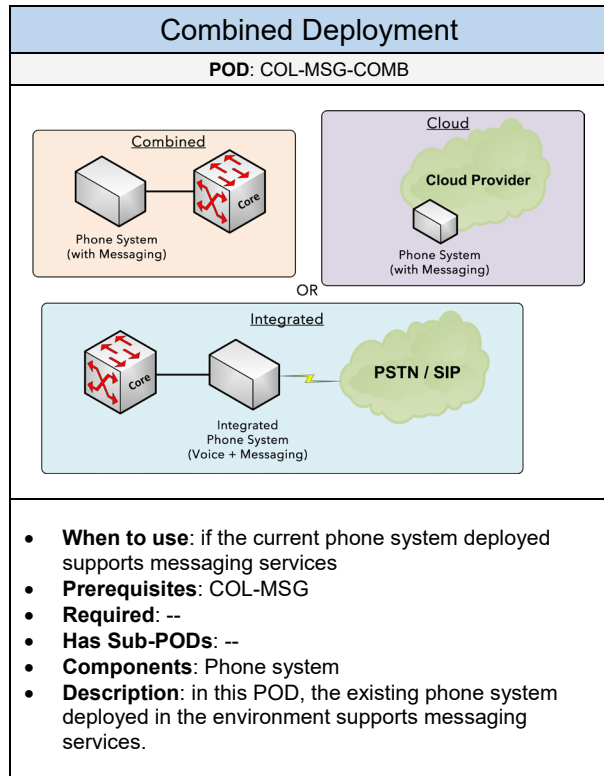 Combined Deployment
POD: COL-MSG-COMB
Combined
Core
Phone System
(with Messaging)
Cloud
Cloud Provider
Phone System
(with Messaging)
OR
Integrated
Core
PSTN / SIP
Integrated
Phone System
(Voice + Messaging)
• When to use: if the current phone system deployed
supports messaging services
• Prerequisites: COL-MSG
• Required: --
• Has Sub-PODs: --
• Components: Phone system
• Description: in this POD, the existing phone system
deployed in the environment supports messaging
services.